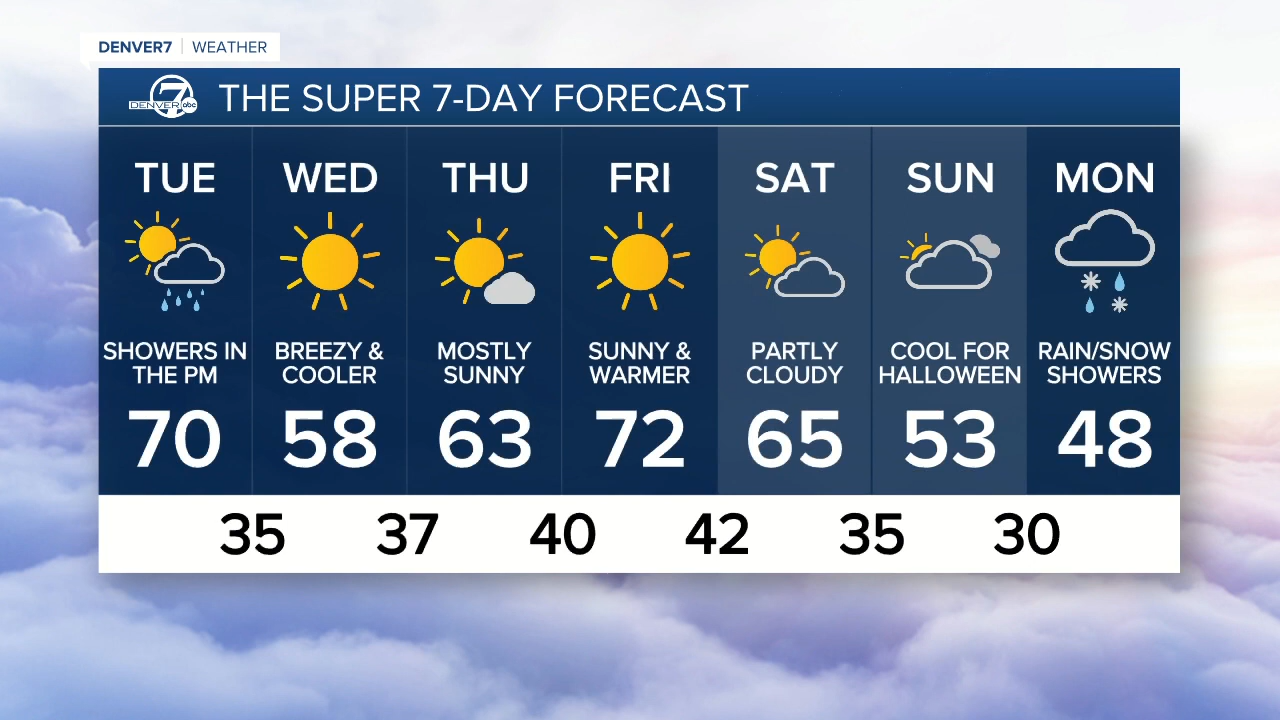 DENVER7 | WEATHER
7
DENVER abc
THE SUPER 7-DAY FORECAST
TUE WED THU FRI SAT SUN MON
SHOWERS IN BREEZY & MOSTLY SUNNY & PARTLY COOL FOR RAIN/SNOW
THE PM COOLER SUNNY WARMER CLOUDY HALLOWEEN SHOWERS
70 58 63 72 65 53 48
35 37 40 42 35 30